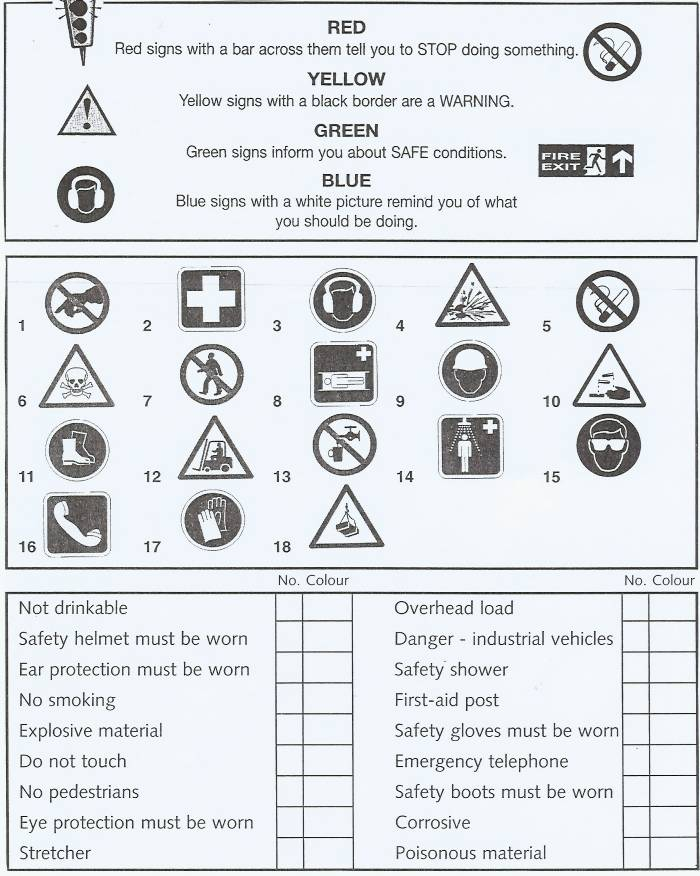 RED
Red signs with a bar across them tell you to STOP doing something.
YELLOW
Yellow signs with a black border are a WARNING.
GREEN
Green signs inform you about SAFE conditions.
FIRE
EXIT
BLUE
Blue signs with a white picture remind you of what
you should be doing.
1 2 3 4 5
6 7 8 9 10
11 12 13 14 15
16 17 18
No. Colour No. Colour
Not drinkable
Safety helmet must be worn
Ear protection must be worn
No smoking
Explosive material
Do not touch
No pedestrians
Eye protection must be worn
Stretcher
Overhead load
Danger - industrial vehicles
Safety shower
First-aid post
Safety gloves must be worn
Emergency telephone
Safety boots must be worn
Corrosive
Poisonous material